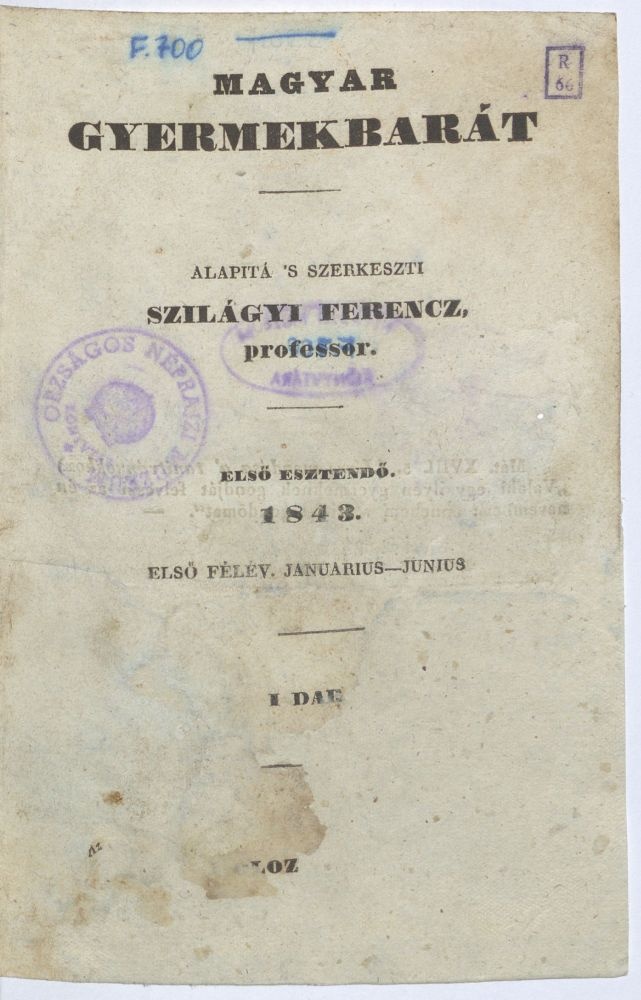 F.700
R
66
MAGYAR
GYERMEKBARÁT
ALAPITÁ 'S SZERKESZTI
SZILÁGYI FERENCZ,
professor.
ORSZÁGOS NÉPRAJZI
ELSŐ ESZTENDŐ.
1843.
ELSŐ FÉLÉV. JANUARIUS—JUNIUS
I DAR
LOZ